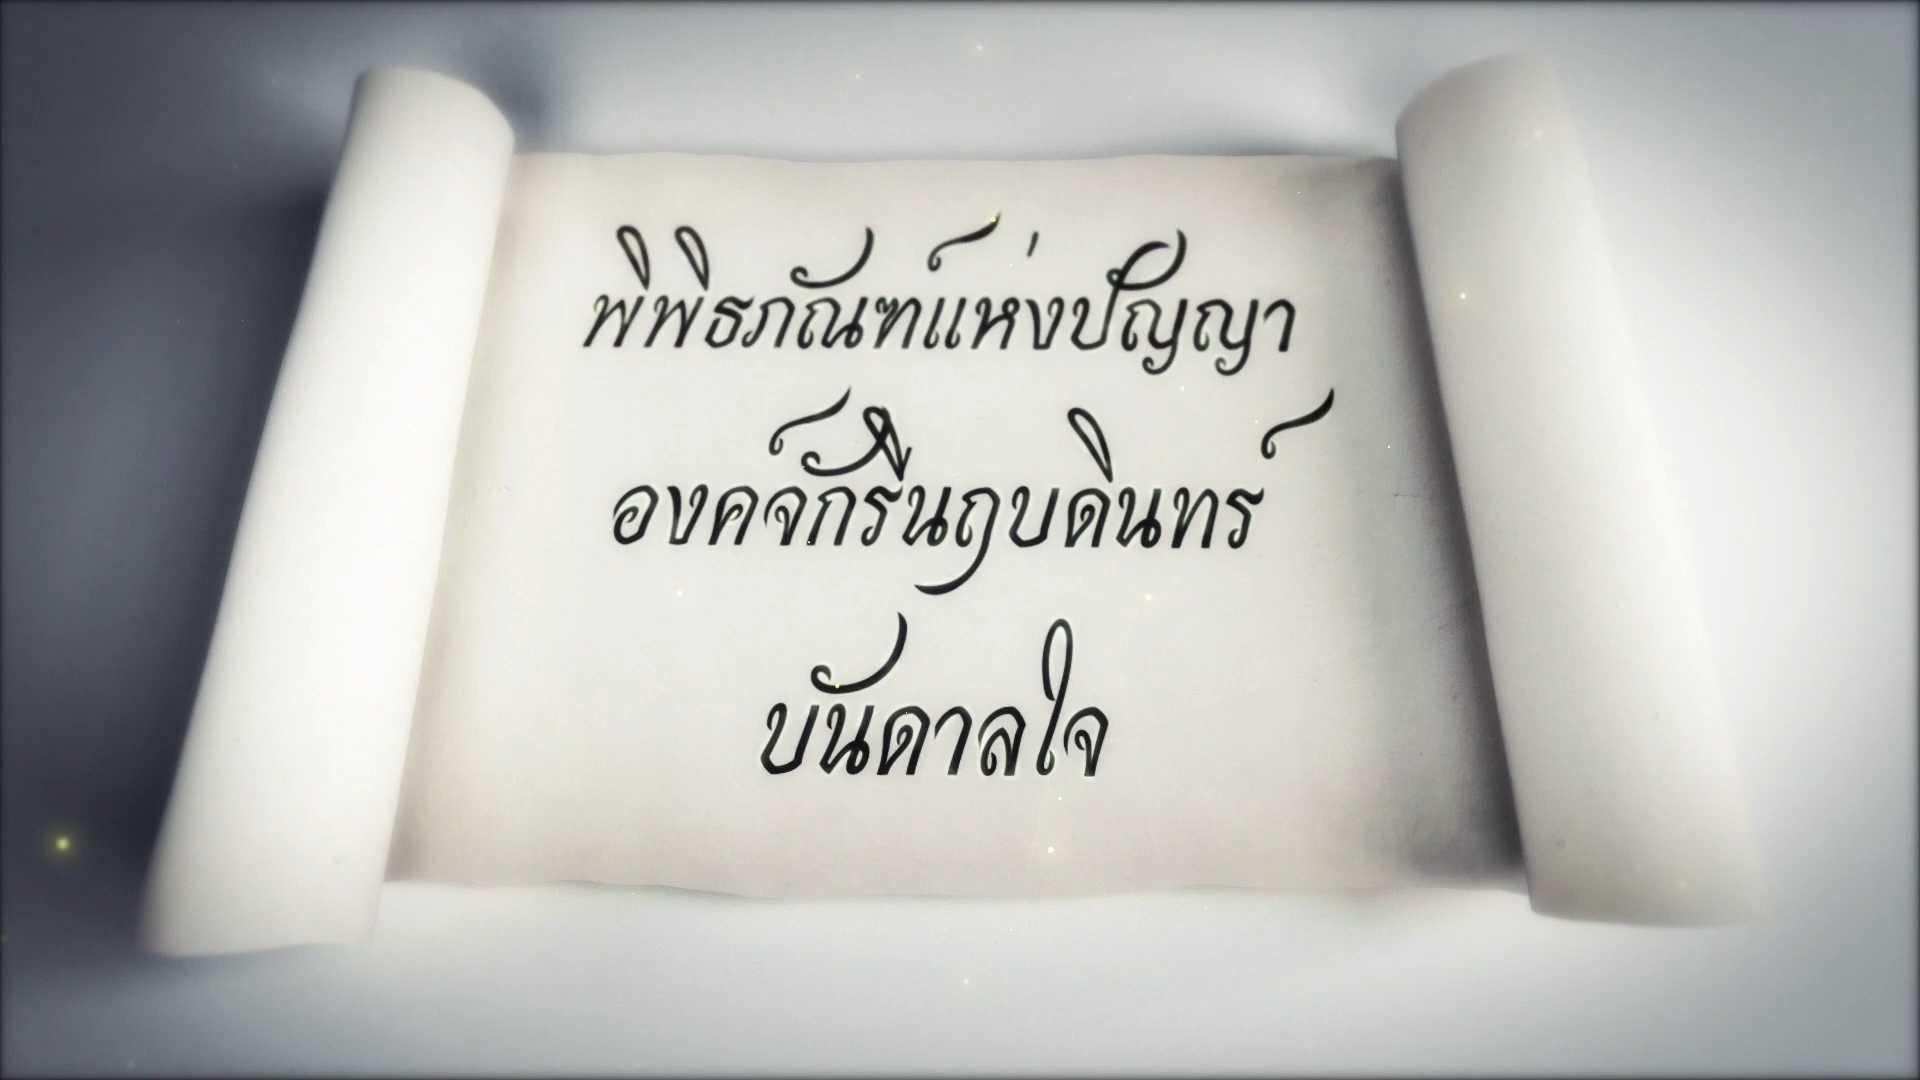 พิพิธภัณฑ์แห่งปัญญา
องค์จักรีนฤบดินทร์
บันดาลใจ